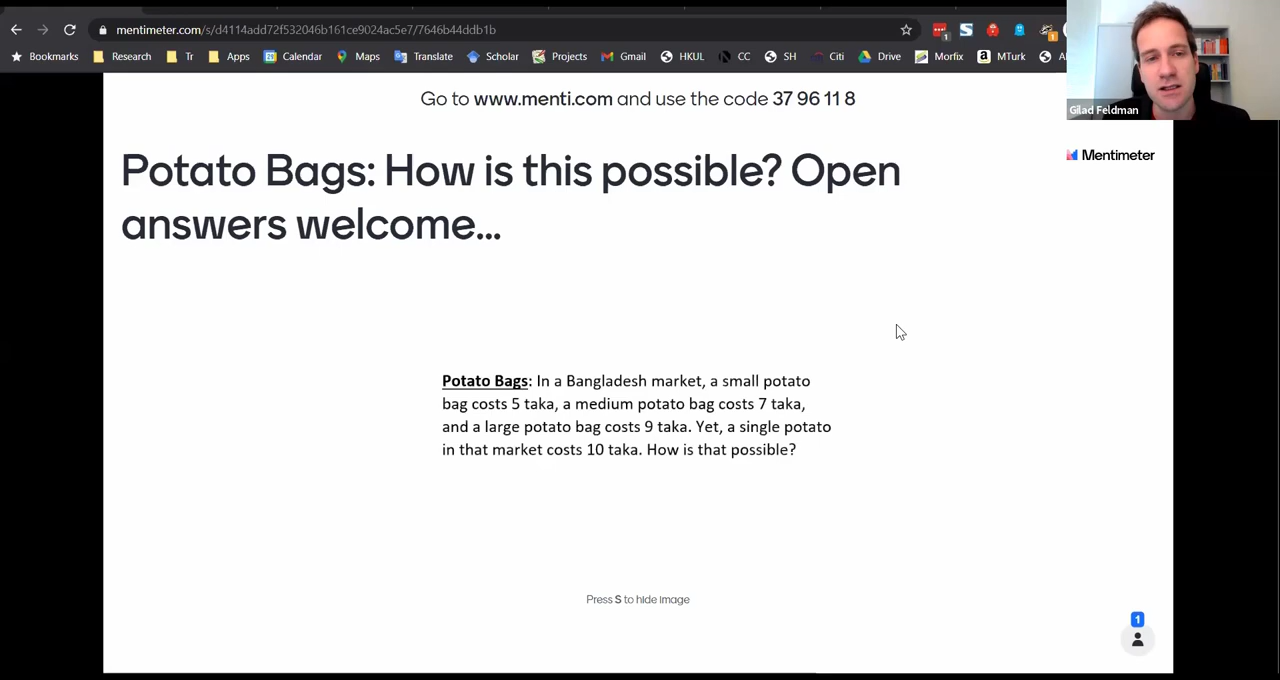 mentimeter.com/s/d4114add72f532046b161ce9024ac5e7/7646b44ddb1b
1
1
Bookmarks Research Tr Apps Calendar Maps Translate Scholar Projects Gmail HKUL CC SH Citi Drive Morfix MTurk
Gilad Feldman
Go to www.menti.com and use the code 37 96 11 8
Mentimeter
Potato Bags: How is this possible? Open
answers welcome...
Potato Bags: In a Bangladesh market, a small potato
bag costs 5 taka, a medium potato bag costs 7 taka,
and a large potato bag costs 9 taka. Yet, a single potato
in that market costs 10 taka. How is that possible?
Press S to hide image
1